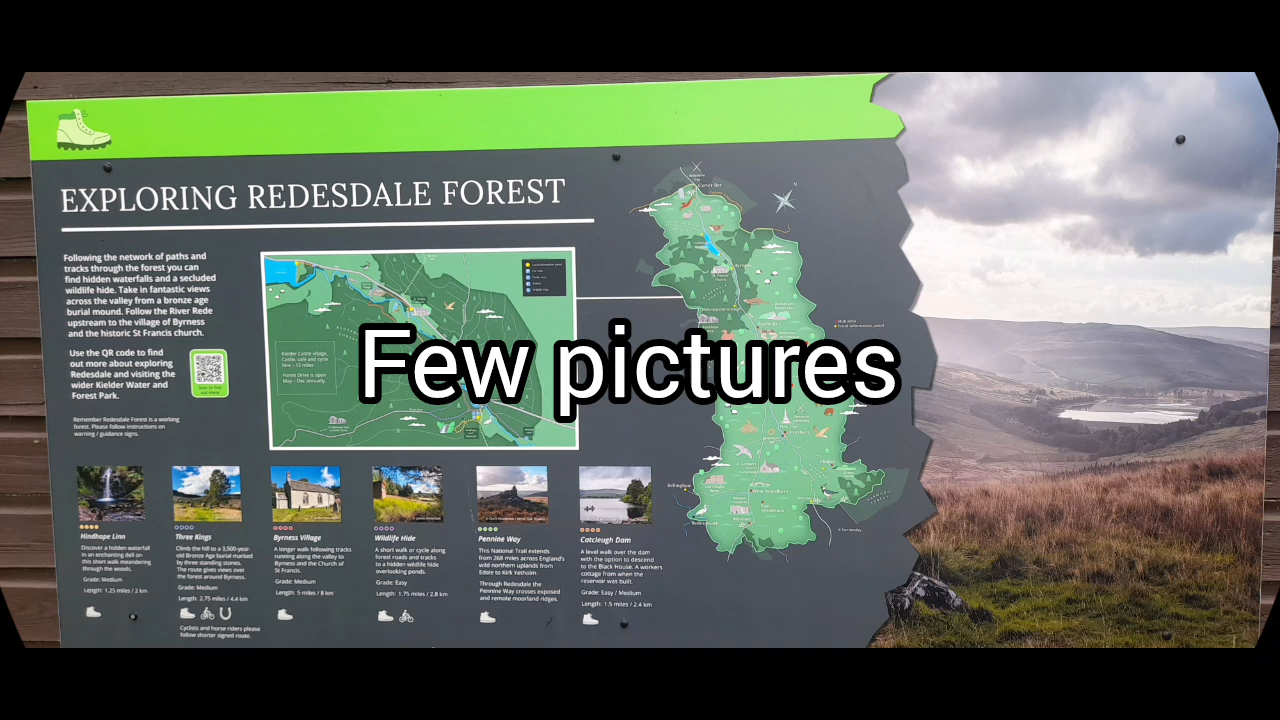 EXPLORING REDESDALE FOREST
Following the network of paths and
tracks through the forest you can
find hidden waterfalls and a secluded
wildlife hide. Take in fantastic views
across the valley from a bronze age
burial mound. Follow the River Rede
upstream to the village of Byrness
and the historic St Francis church.
Use the QR code to find
out more about exploring
Redesdale and visiting the
wider Kielder Water and
Forest Park.
Remember Redesdale Forest is a working
forest. Please follow instructions on
warning / guidance signs.
Kielder Castle village,
Castle, café and cycle
hire - 12 miles
Forest Drive is open
May - Dec annually
Few pictures
Carter Bar
Bellingham
West Woodburn
East
Woodburn
Hindhope Linn
Discover a hidden waterfall
in an enchanting dell on
this short walk meandering
through the woods.
Grade: Medium
Length: 1.25 miles / 2 km
Three Kings
Climb the hill to a 3,500-year-
old Bronze Age burial marked
by three standing stones.
The route gives views over
the forest around Byrness.
Grade: Medium
Length: 2.75 miles / 4.4 km
Cyclists and horse riders please
follow shorter signed route.
Byrness Village
A longer walk following tracks
running along the valley to
Byrness and the Church of
St Francis.
Grade: Medium
Length: 5 miles / 8 km
Wildlife Hide
A short walk or cycle along
forest roads and tracks
to a hidden wildlife hide
overlooking ponds.
Grade: Easy
Length: 1.75 miles / 2.8 km
Pennine Way
This National Trail extends
from 268 miles across England's
wild northern uplands from
Edale to Kirk Yetholm.
Through Redesdale the
Pennine Way crosses exposed
and remote moorland ridges.
Catcleugh Dam
A level walk over the dam
with the option to descend
to the Black House. A workers
cottage from when the
reservoir was built.
Grade: Easy / Medium
Length: 1.5 miles / 2.4 km